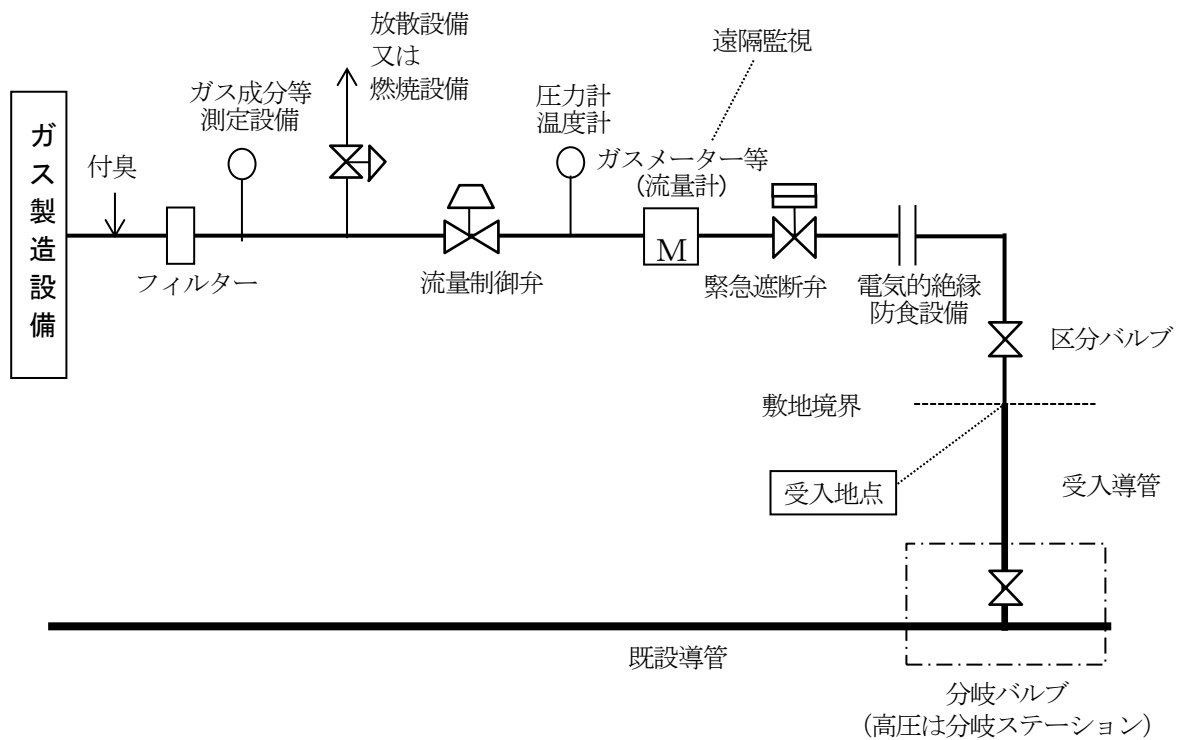 放散設備
又は
燃焼設備
遠隔監視
ガス成分等
測定設備
圧力計
温度計
ガス製造設備
付臭
ガスメーター等
(流量計)
M
フィルター
流量制御弁
緊急遮断弁
電気的絶縁
防食設備
区分バルブ
敷地境界
受入地点
受入導管
既設導管
分岐バルブ
(高圧は分岐ステーション)